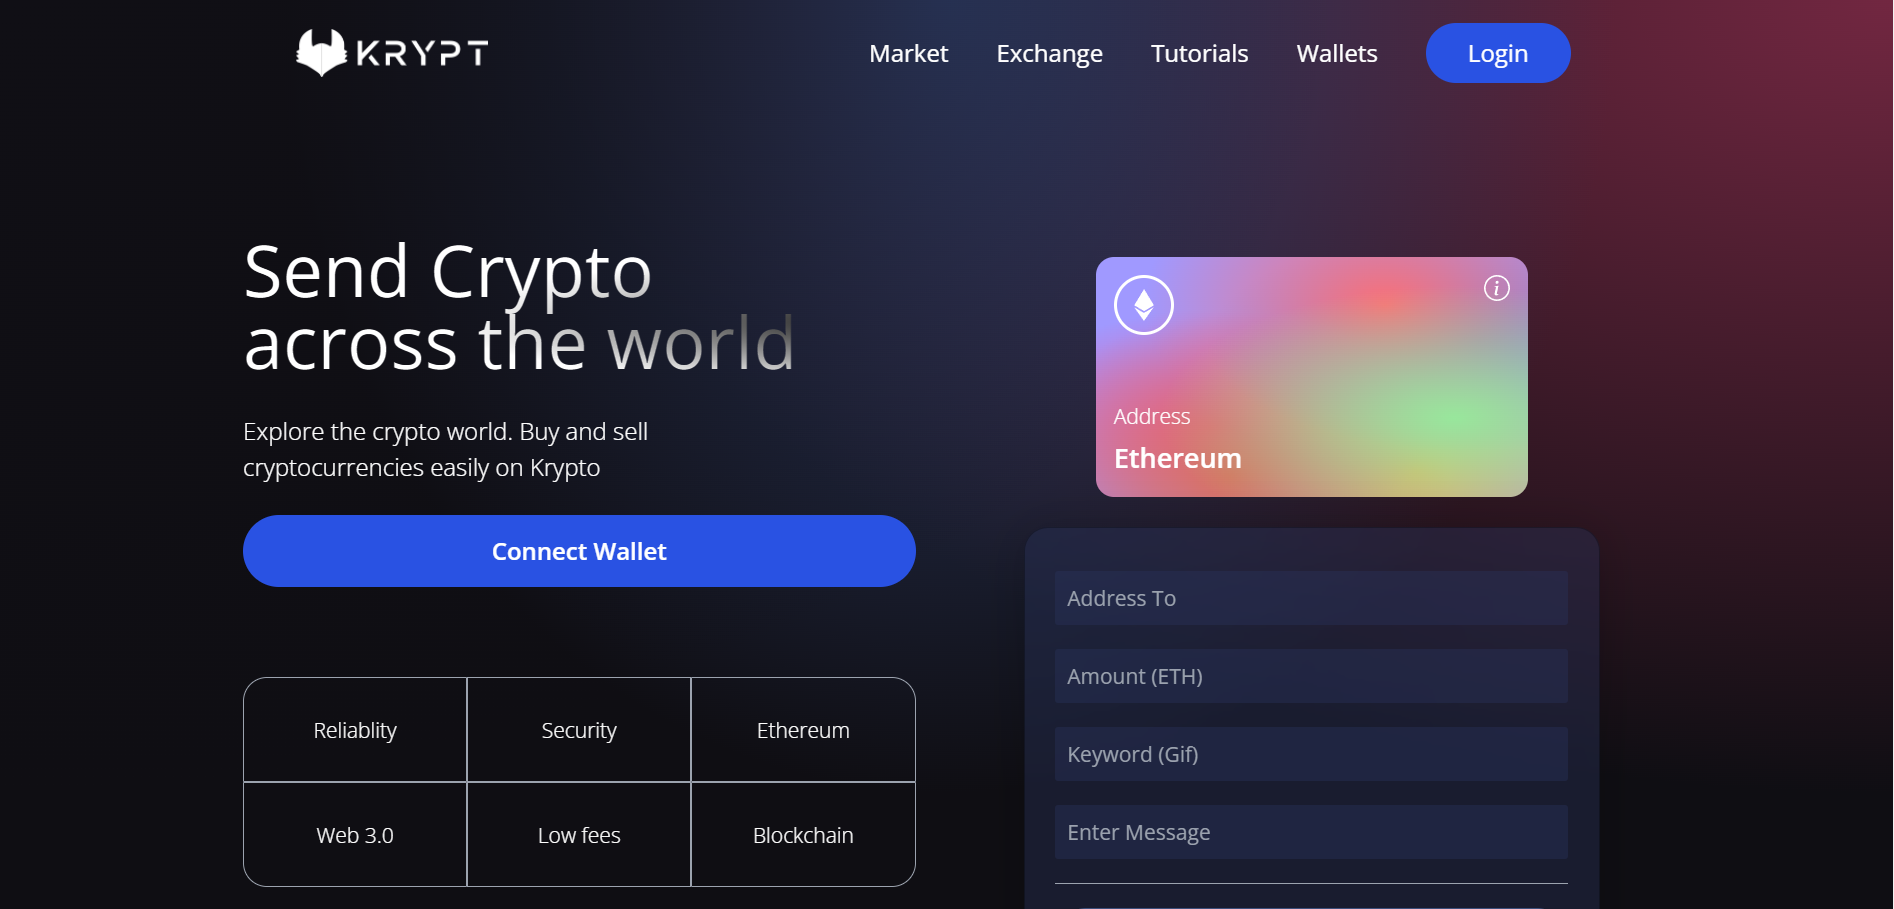 KRYPT
Market
Exchange
Tutorials
Wallets
Login
Send Crypto
across the world
Explore the crypto world. Buy and sell
cryptocurrencies easily on Krypto
Connect Wallet
Reliablity
Security
Ethereum
Web 3.0
Low fees
Blockchain
i
Address
Ethereum
Address To
Amount (ETH)
Keyword (Gif)
Enter Message